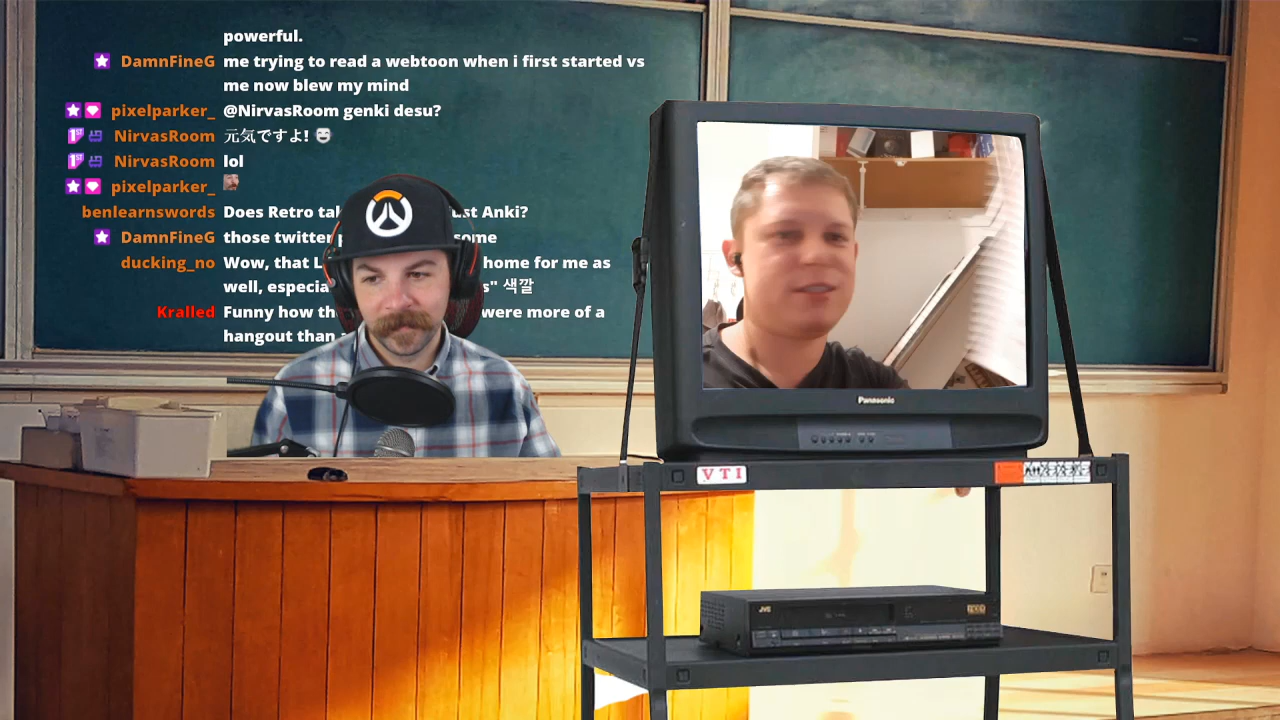 powerful.
DamnFineG me trying to read a webtoon when i first started vs
me now blew my mind
pixelparker_ @NirvasRoom genki desu?
1ST NirvasRoom 元気ですよ!
1ST NirvasRoom lol
pixelparker_
benlearnswords Does Retro tal ust Anki?
DamnFineG those twitter some
ducking_no Wow, that L home for me as
well, especia s" 색깔
Kralled Funny how th were more of a
hangout than
Panasonic
VTI
JVC